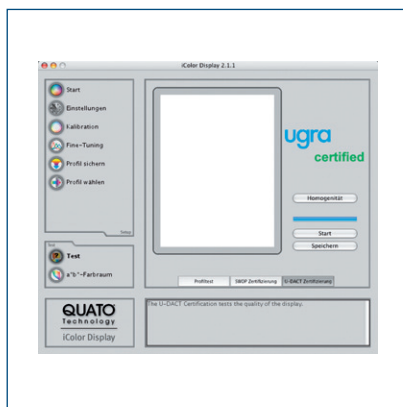 iColor Display 2.1.1
Start
Einstellungen
Kalibration
Fine-Tuning
Profil sichern
Profil wählen
Setup
Test
Test
a*b*-Farbraum
QUATO
Technology
iColor Display
ugra
certified
Homogenität
Start
Speichern
Profiltest
SWOP Zertifizierung
U-DACT Zertifizierung
The U-DACT Certification tests the quality of the display.